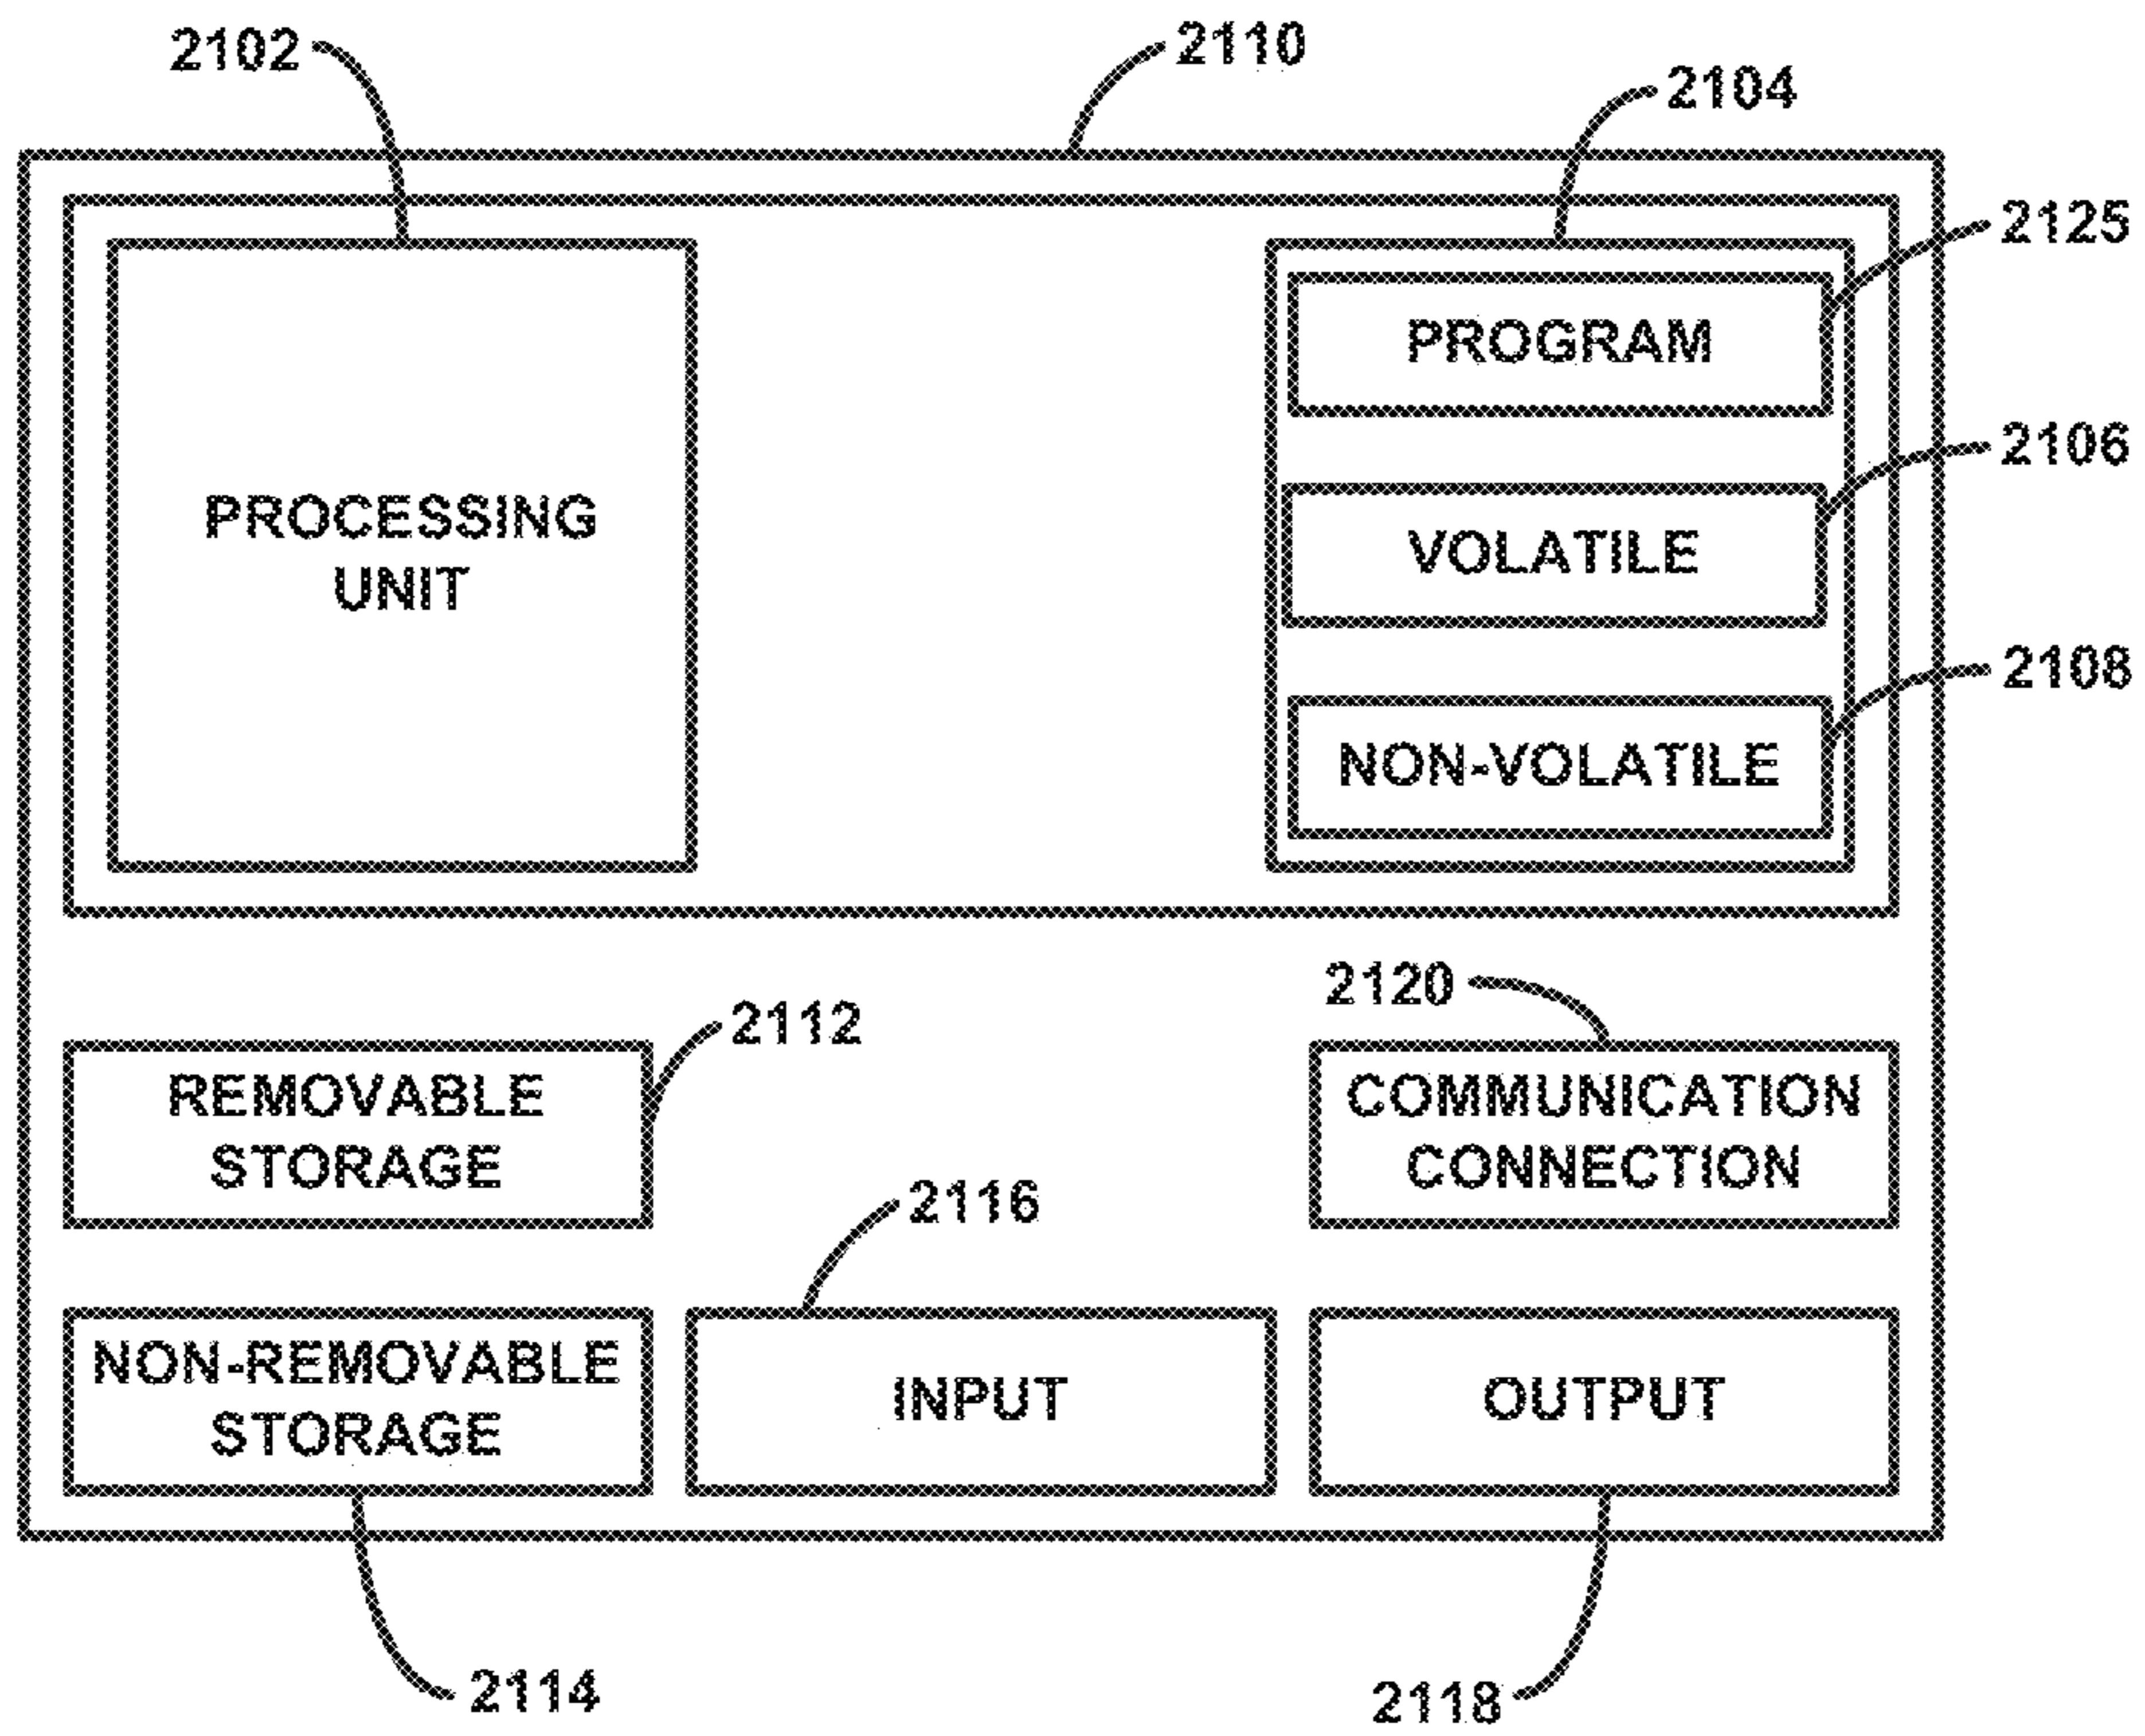 2102
2110
2104
2125
PROGRAM
2106
VOLATILE
PROCESSING
UNIT
2108
NON-VOLATILE
2120
2112
REMOVABLE
STORAGE
COMMUNICATION
CONNECTION
2116
NON-REMOVABLE
STORAGE
INPUT
OUTPUT
2114
2118